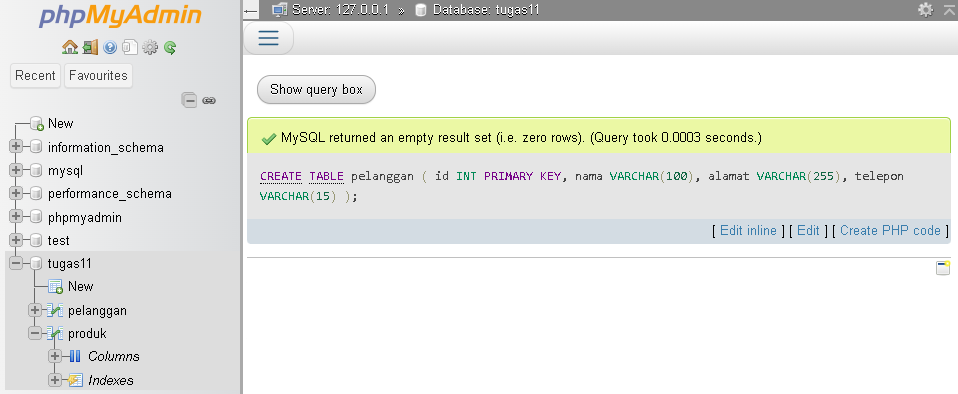 phpMyAdmin
Recent
Favourites
New
information_schema
mysql
performance_schema
phpmyadmin
test
tugas11
New
pelanggan
produk
Columns
Indexes
Server: 127.0.0.1 » Database: tugas11
Show query box
MySQL returned an empty result set (i.e. zero rows). (Query took 0.0003 seconds.)
CREATE TABLE pelanggan ( id INT PRIMARY KEY, nama VARCHAR(100), alamat VARCHAR(255), telepon
VARCHAR(15) );
[ Edit inline ] [ Edit ] [ Create PHP code ]